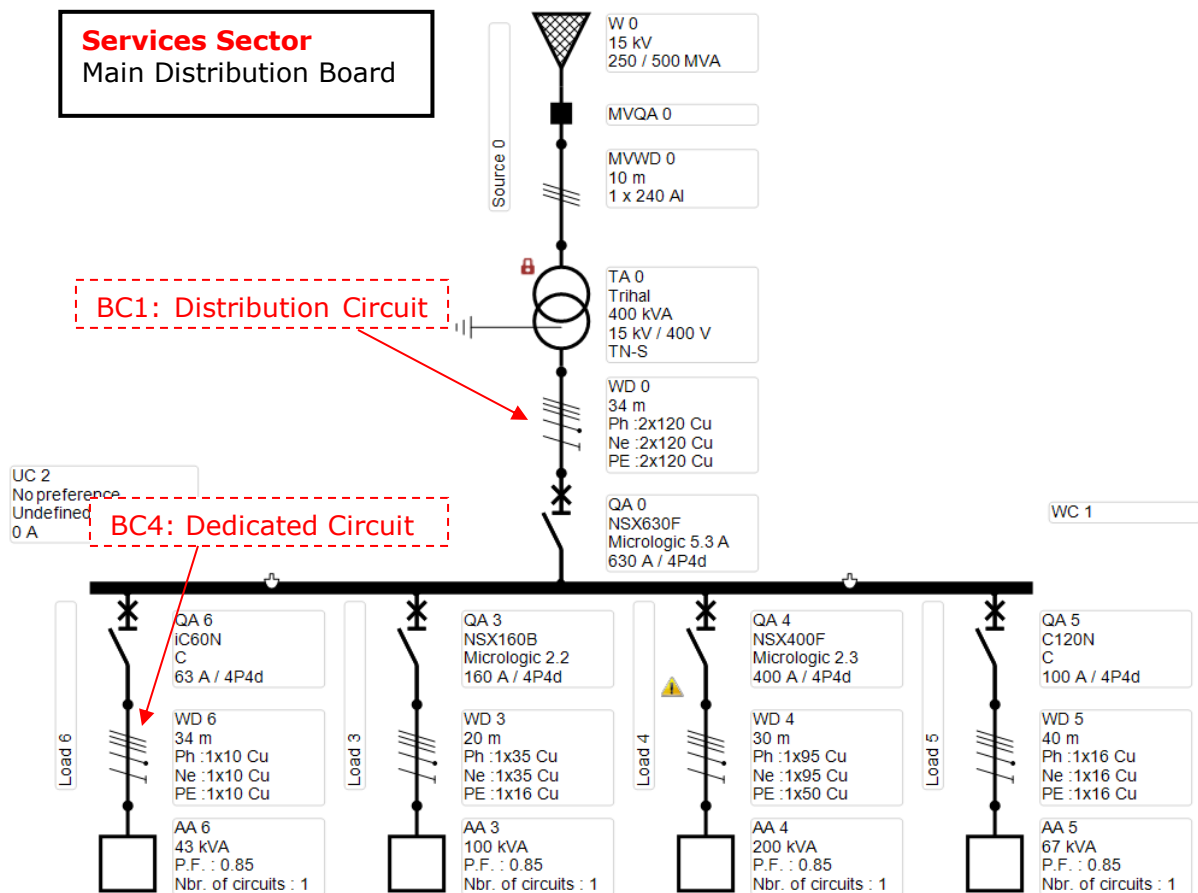 Services Sector
Main Distribution Board
Source 0
W 0
15 kV
250 / 500 MVA
MVQA 0
MVWD 0
10 m
1 x 240 Al
BC1: Distribution Circuit
TA 0
Trihal
400 kVA
15 kV / 400 V
TN-S
WD 0
34 m
Ph :2x120 Cu
Ne :2x120 Cu
PE :2x120 Cu
UC 2
No preference
Undefined
0 A
BC4: Dedicated Circuit
QA 0
NSX630F
Micrologic 5.3 A
630 A / 4P4d
WC 1
Load 6
QA 6
iC60N
C
63 A / 4P4d
WD 6
34 m
Ph :1x10 Cu
Ne :1x10 Cu
PE :1x10 Cu
AA 6
43 kVA
P.F. : 0.85
Nbr. of circuits : 1
Load 3
QA 3
NSX160B
Micrologic 2.2
160 A / 4P4d
WD 3
20 m
Ph :1x35 Cu
Ne :1x35 Cu
PE :1x16 Cu
AA 3
100 kVA
P.F. : 0.85
Nbr. of circuits : 1
Load 4
QA 4
NSX400F
Micrologic 2.3
400 A / 4P4d
WD 4
30 m
Ph :1x95 Cu
Ne :1x95 Cu
PE :1x50 Cu
AA 4
200 kVA
P.F. : 0.85
Nbr. of circuits : 1
Load 5
QA 5
C120N
C
100 A / 4P4d
WD 5
40 m
Ph :1x16 Cu
Ne :1x16 Cu
PE :1x16 Cu
AA 5
67 kVA
P.F. : 0.85
Nbr. of circuits : 1